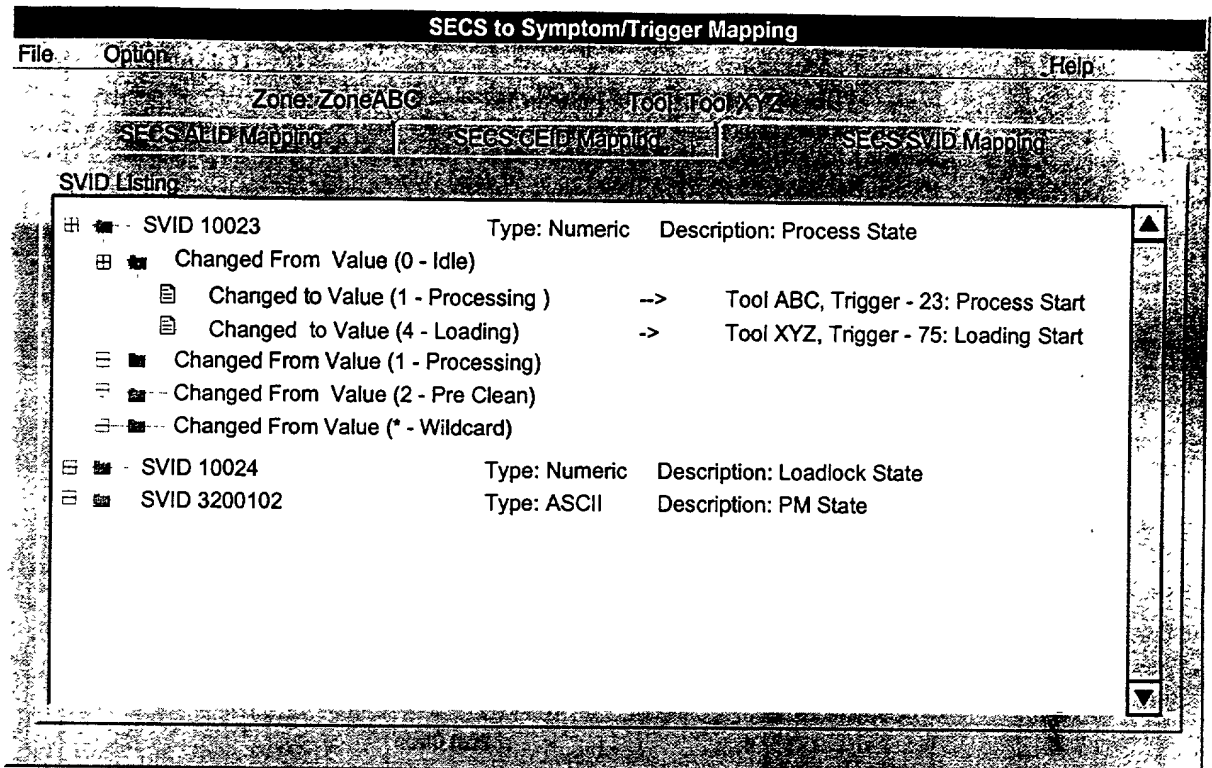 SECS to Symptom/Trigger Mapping
File Option Help
Zone: ZoneABC Tool: Tool XYZ
SECS ALID Mapping SECS CEID Mapping SECS SVID Mapping
SVID Listing
SVID 10023 Type: Numeric Description: Process State
Changed From Value (0 - Idle)
Changed to Value (1 - Processing ) --> Tool ABC, Trigger - 23: Process Start
Changed to Value (4 - Loading) -> Tool XYZ, Trigger - 75: Loading Start
Changed From Value (1 - Processing)
Changed From Value (2 - Pre Clean)
Changed From Value (* - Wildcard)
SVID 10024 Type: Numeric Description: Loadlock State
SVID 3200102 Type: ASCII Description: PM State